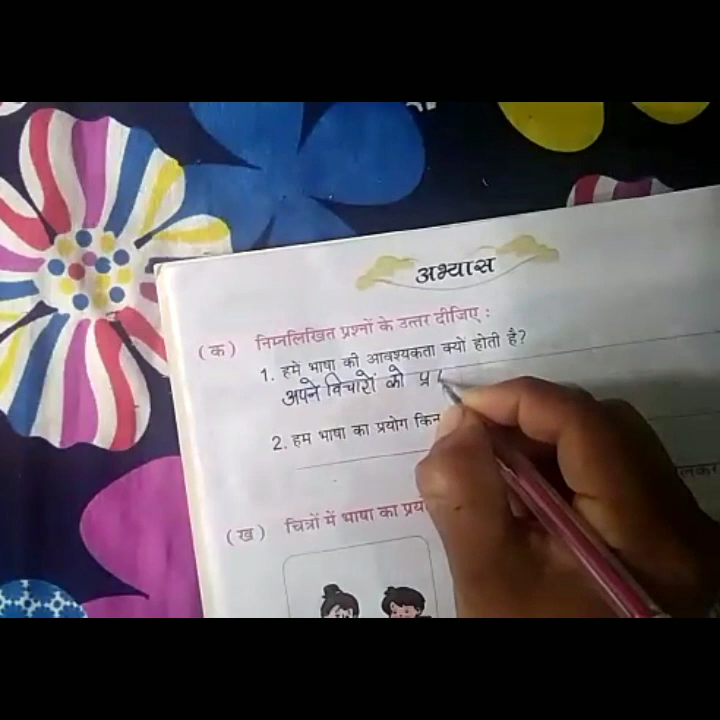 अभ्यास
(क) निम्नलिखित प्रश्नों के उत्तर दीजिए :
1. हमें भाषा की आवश्यकता क्यों होती है?
अपने विचारों को प्र
2. हम भाषा का प्रयोग किन
(ख) चित्रों में भाषा का